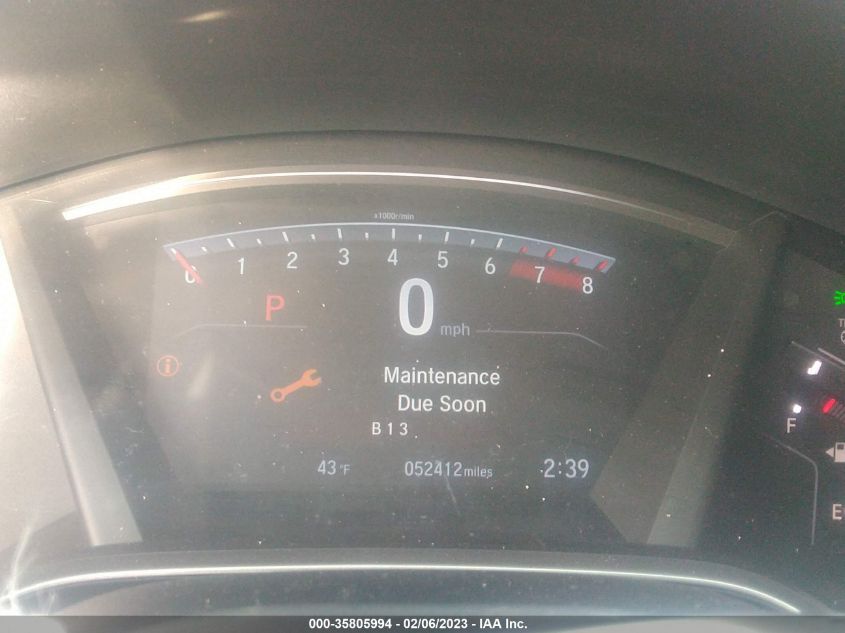 x1000r/min
0 1 2 3 4 5 6 7 8
P
0 mph
Maintenance
Due Soon
B 1 3
F
43 °F 052412 miles 2:39
000-35805994 - 02/06/2023 - IAA Inc.